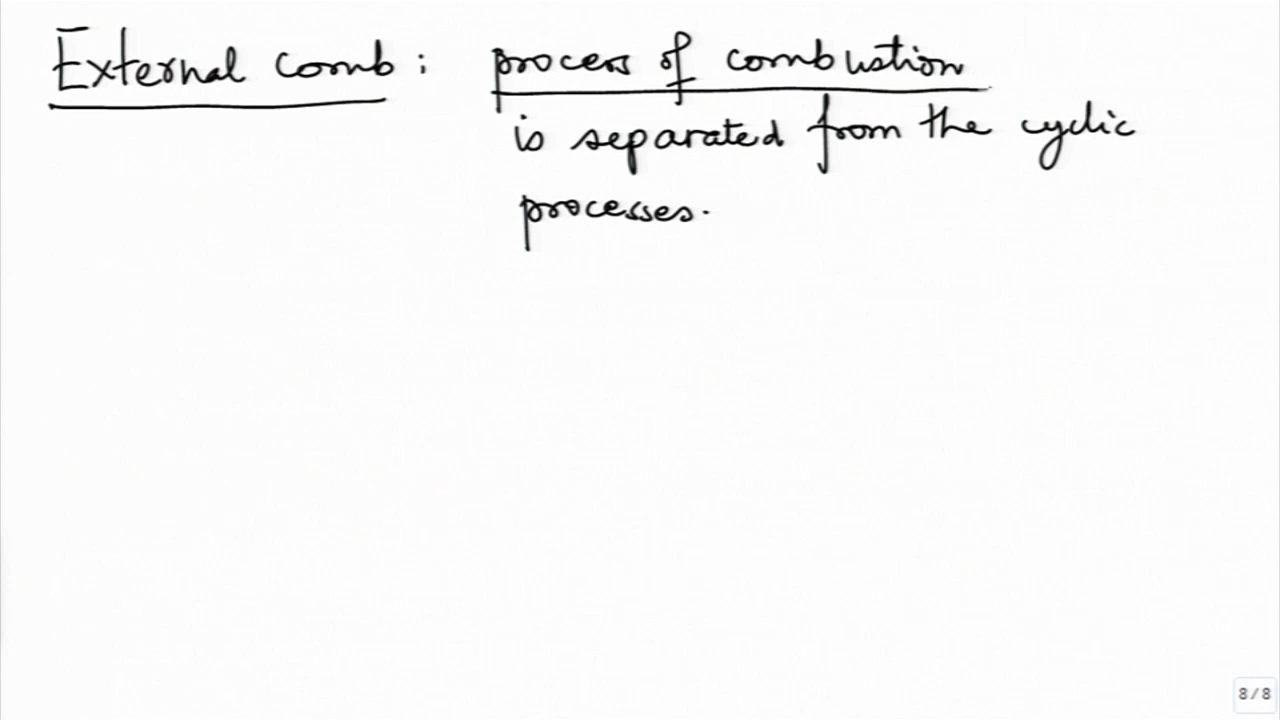 External comb : process of combustion
is separated from the cyclic
processes.
8/8